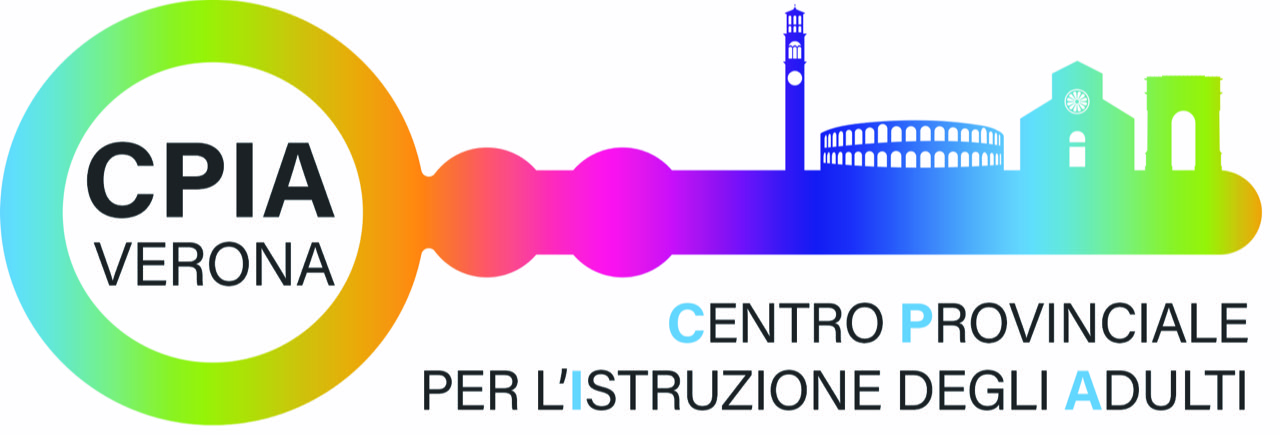 CPIA
VERONA
CENTRO PROVINCIALE
PER L'ISTRUZIONE DEGLI ADULTI